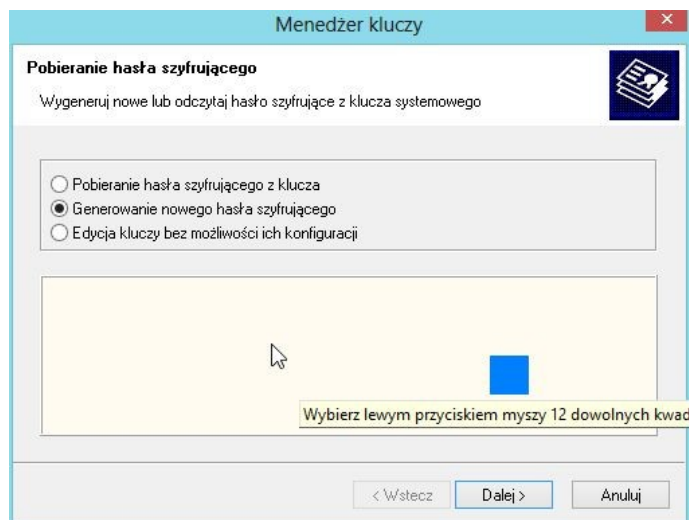 Menedżer kluczy
Pobieranie hasła szyfrującego
Wygeneruj nowe lub odczytaj hasło szyfrujące z klucza systemowego
Pobieranie hasła szyfrującego z klucza
Generowanie nowego hasła szyfrującego
Edycja kluczy bez możliwości ich konfiguracji
Wybierz lewym przyciskiem myszy 12 dowolnych kwad
< Wstecz Dalej > Anuluj